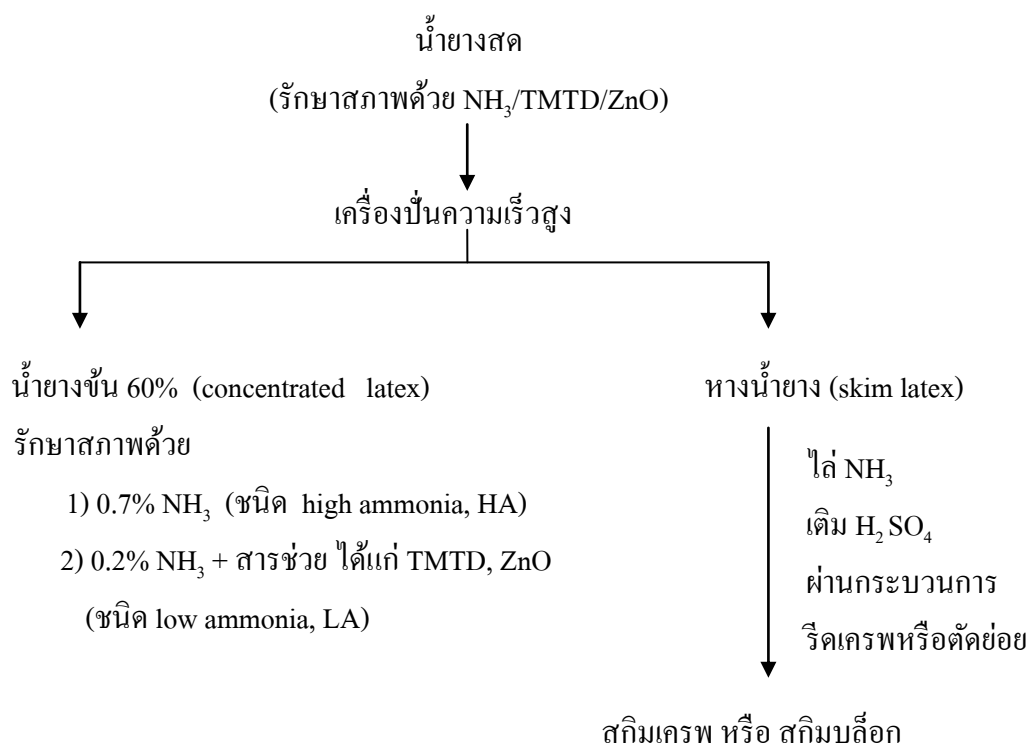 น้ำยางสด
(รักษาสภาพด้วย NH₃/TMTD/ZnO)
เครื่องปั่นความเร็วสูง
น้ำยางข้น 60% (concentrated latex)
รักษาสภาพด้วย
1) 0.7% NH₃ (ชนิด high ammonia, HA)
2) 0.2% NH₃ + สารช่วย ได้แก่ TMTD, ZnO
(ชนิด low ammonia, LA)
หางน้ำยาง (skim latex)
ไล่ NH₃
เติม H₂SO₄
ผ่านกระบวนการ
รีดเครพหรือตัดย่อย
สกิมเครพ หรือ สกิมบล็อก